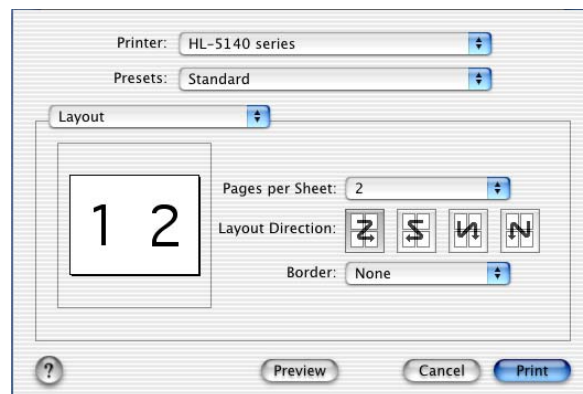 Printer: HL-5140 series
Presets: Standard
Layout
1 2
Pages per Sheet: 2
Layout Direction:
Border: None
? Preview Cancel Print